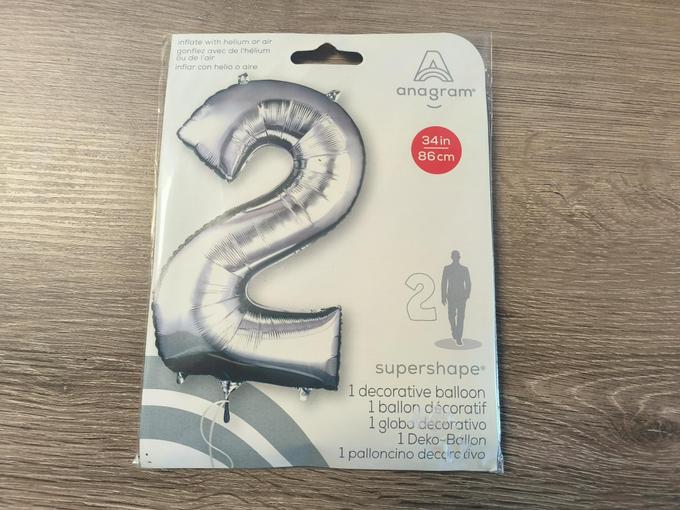 inflate with helium or air
gonflez avec de l'hélium
ou de l'air
inflar con helio o aire
anagram®
34in
86cm
2
2
supershape®
1 decorative balloon
1 ballon décoratif
1 globo decorativo
1 Deko-Ballon
1 palloncino decorativo